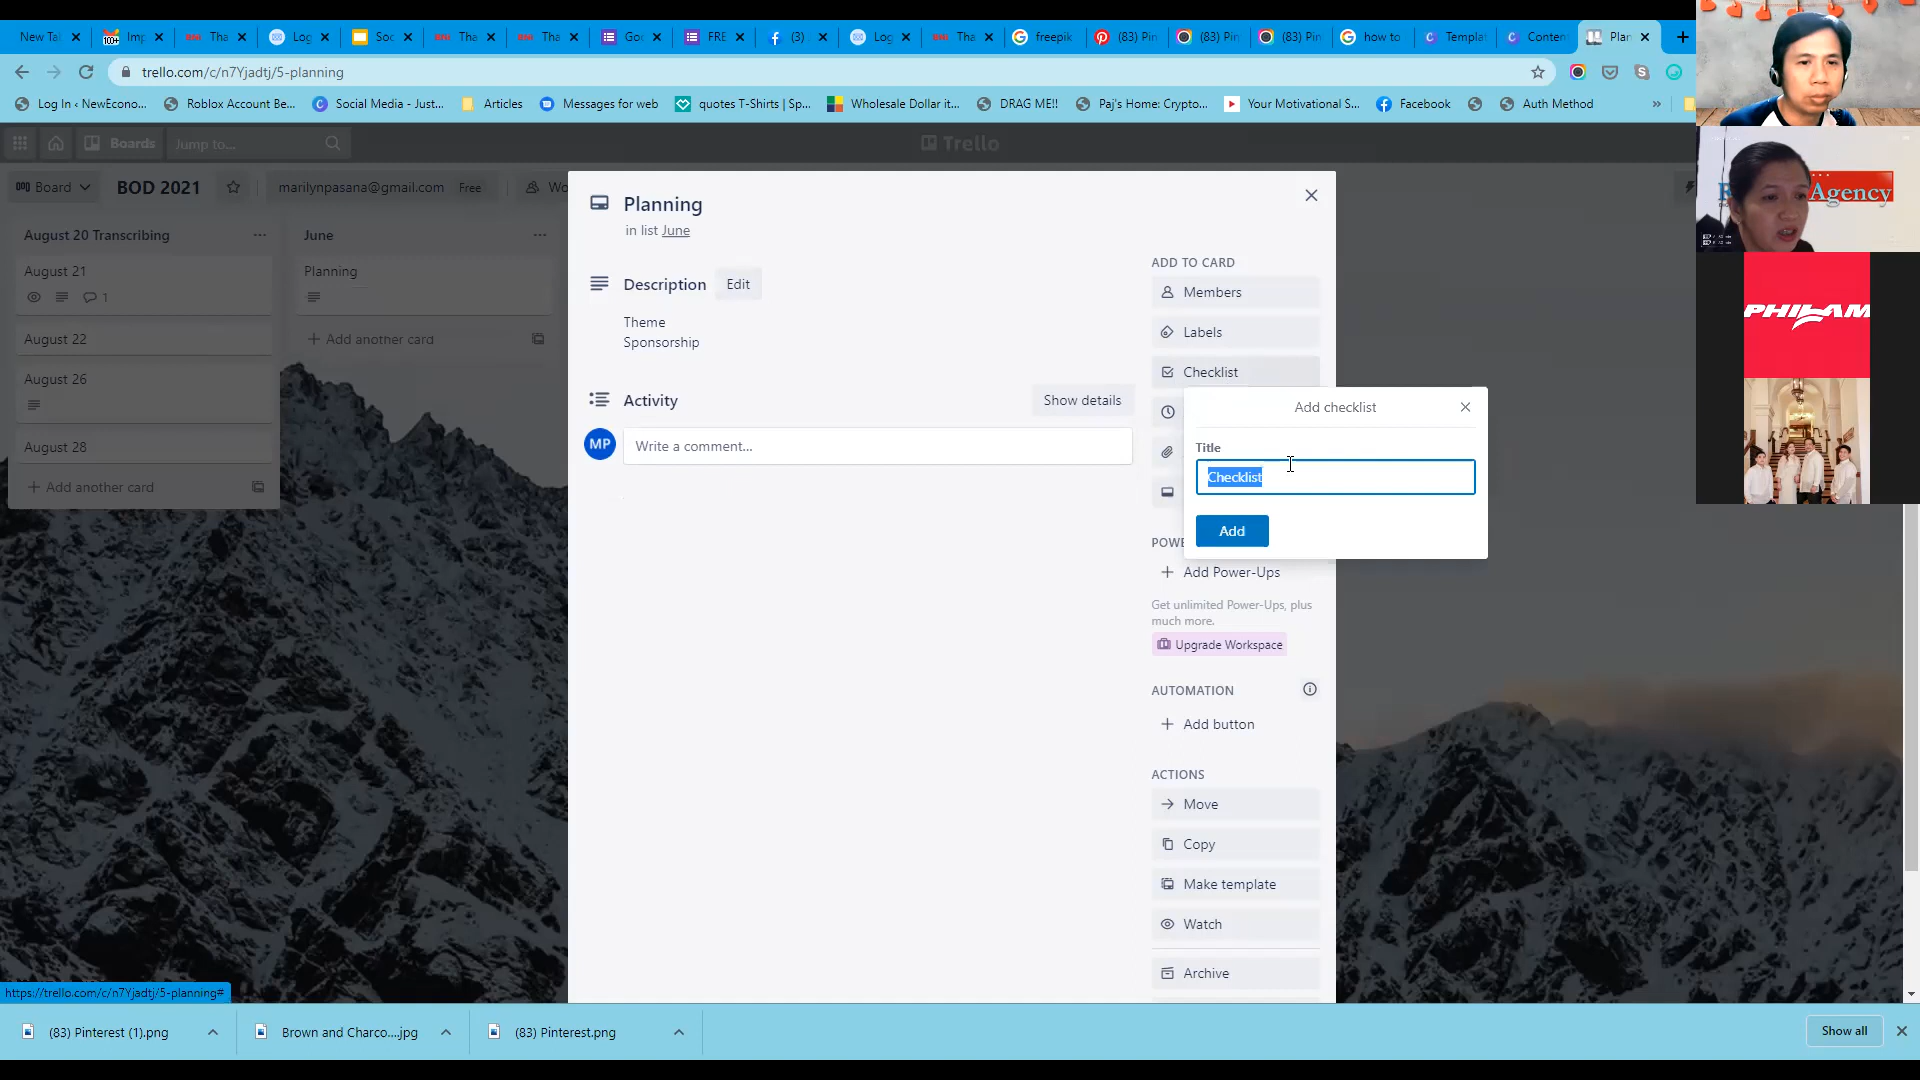 New Ta
100+ Imp
Tha
Log
Soc
Tha
Tha
Goo
FRE
(3)
Log
Tha
freepik
(83) Pin
(83) Pin
(83) Pin
how to
Templa
Conten
Plan
trello.com/c/n7Yjadtj/5-planning
Log In ‹ NewEcono...
Roblox Account Be...
Social Media - Just...
Articles
Messages for web
quotes T-Shirts | Sp...
Wholesale Dollar it...
DRAG ME!!
Paj's Home: Crypto...
Your Motivational S...
Facebook
Auth Method
Boards
Jump to...
Trello
Board
BOD 2021
marilynpasana@gmail.com
Free
Wo
Agency
August 20 Transcribing
August 21
1
August 22
August 26
August 28
+ Add another card
June
Planning
+ Add another card
Planning
in list June
Description
Edit
Theme
Sponsorship
Activity
Show details
MP
Write a comment...
ADD TO CARD
Members
Labels
Checklist
Add checklist
Title
Checklist
Add
POWE
+ Add Power-Ups
Get unlimited Power-Ups, plus
much more.
Upgrade Workspace
AUTOMATION
+ Add button
ACTIONS
Move
Copy
Make template
Watch
Archive
PHILAM
https://trello.com/c/n7Yjadtj/5-planning#
(83) Pinterest (1).png
Brown and Charco....jpg
(83) Pinterest.png
Show all